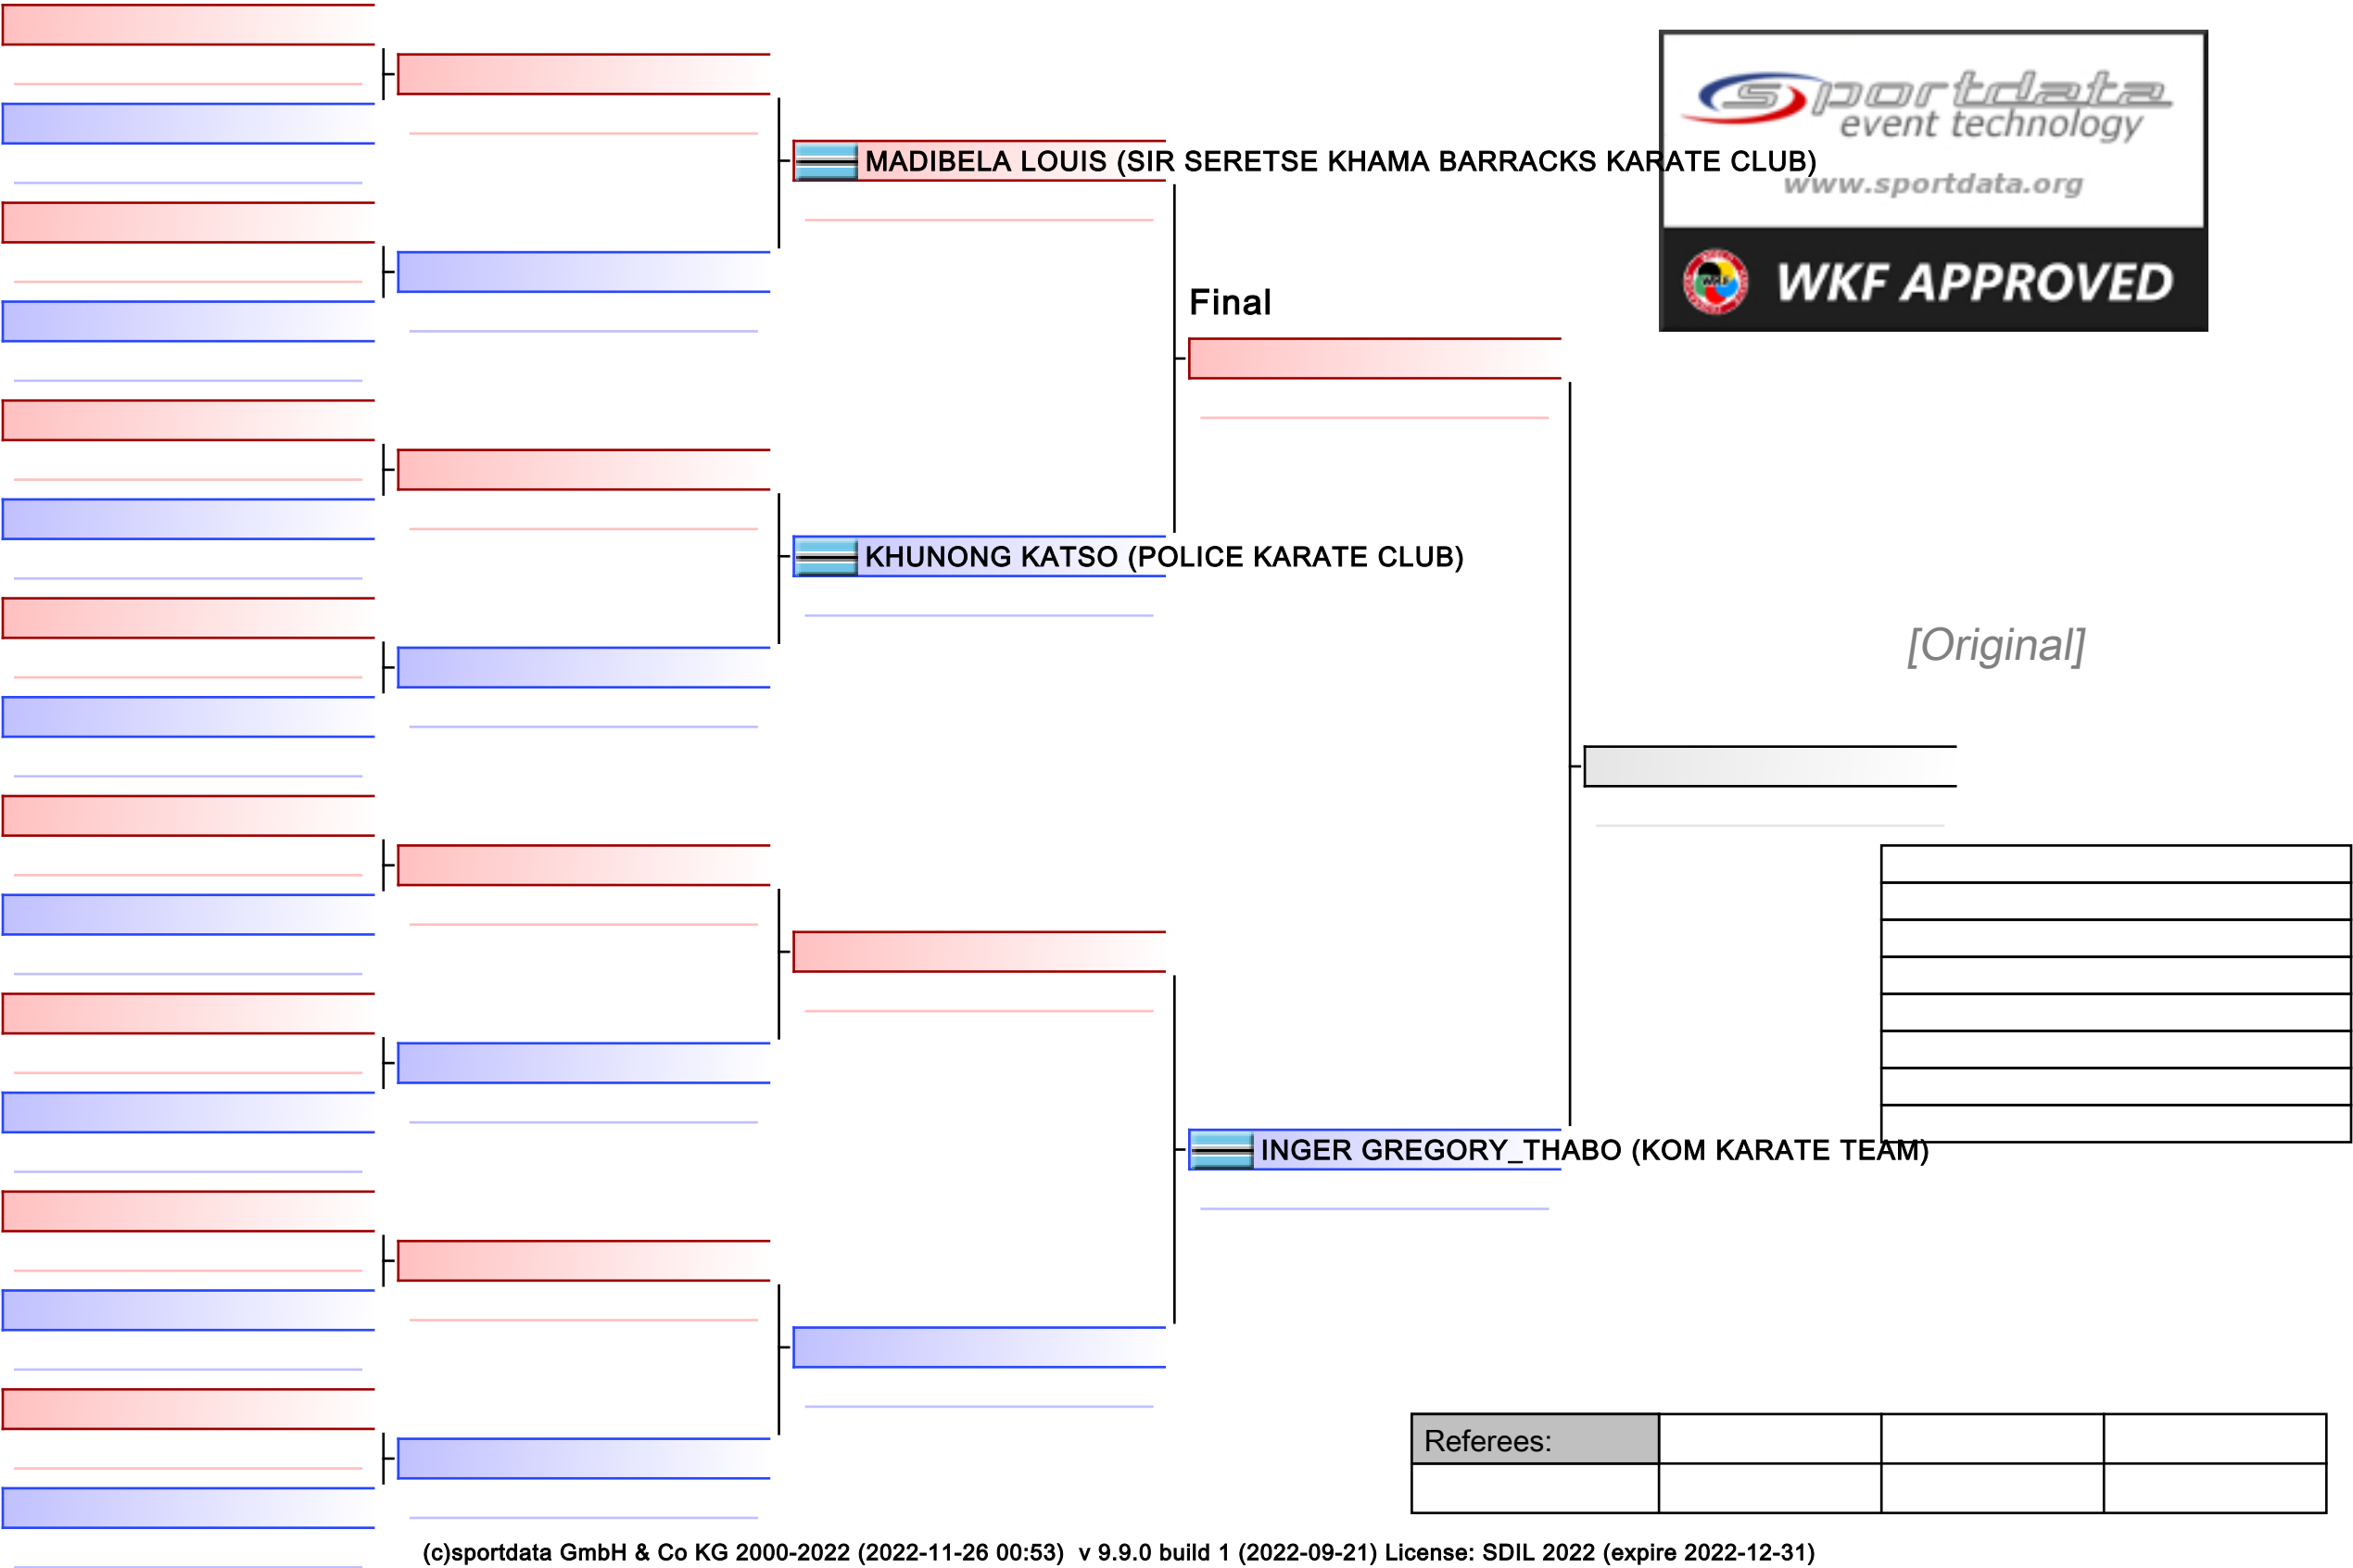 sportdata
event technology
www.sportdata.org
WKF APPROVED
MADIBELA LOUIS (SIR SERETSE KHAMA BARRACKS KARATE CLUB)
Final
KHUNONG KATSO (POLICE KARATE CLUB)
[Original]
INGER GREGORY_THABO (KOM KARATE TEAM)
Referees:
(c)sportdata GmbH & Co KG 2000-2022 (2022-11-26 00:53) v 9.9.0 build 1 (2022-09-21) License: SDIL 2022 (expire 2022-12-31)